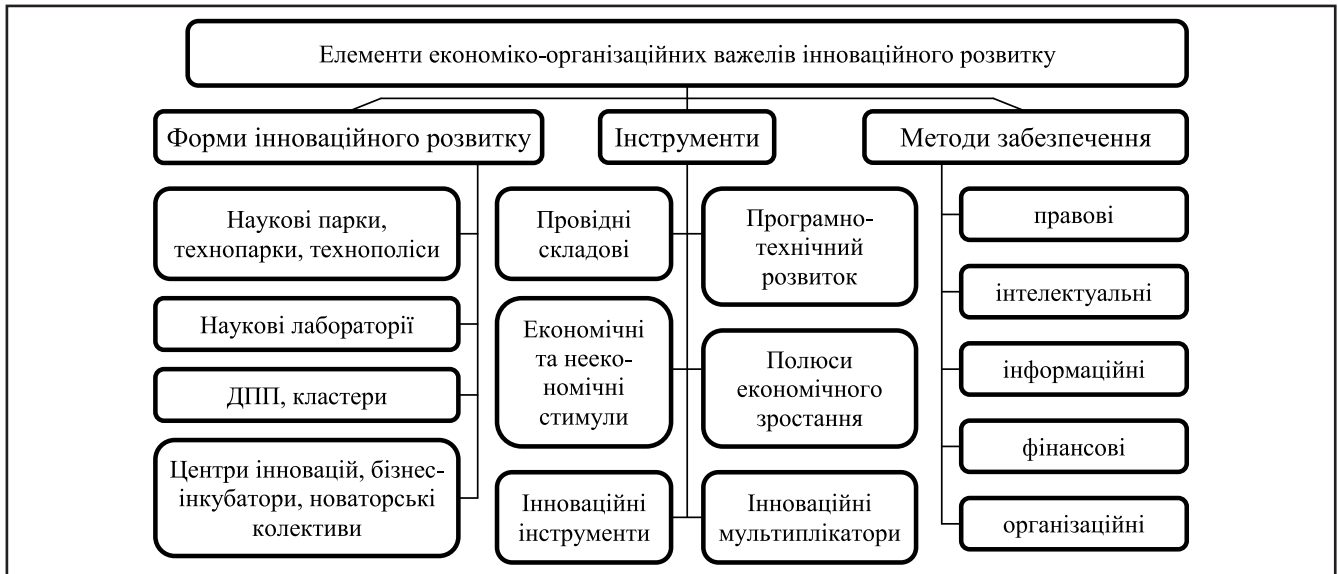 Елементи економіко-організаційних важелів інноваційного розвитку
Форми інноваційного розвитку
Наукові парки,
технопарки, технополіси
Наукові лабораторії
ДПП, кластери
Центри інновацій, бізнес-
інкубатори, новаторські
колективи
Інструменти
Провідні
складові
Програмно-
технічний
розвиток
Економічні
та нееко-
номічні
стимули
Полюси
економічного
зростання
Інноваційні
інструменти
Інноваційні
мультиплікатори
Методи забезпечення
правові
інтелектуальні
інформаційні
фінансові
організаційні